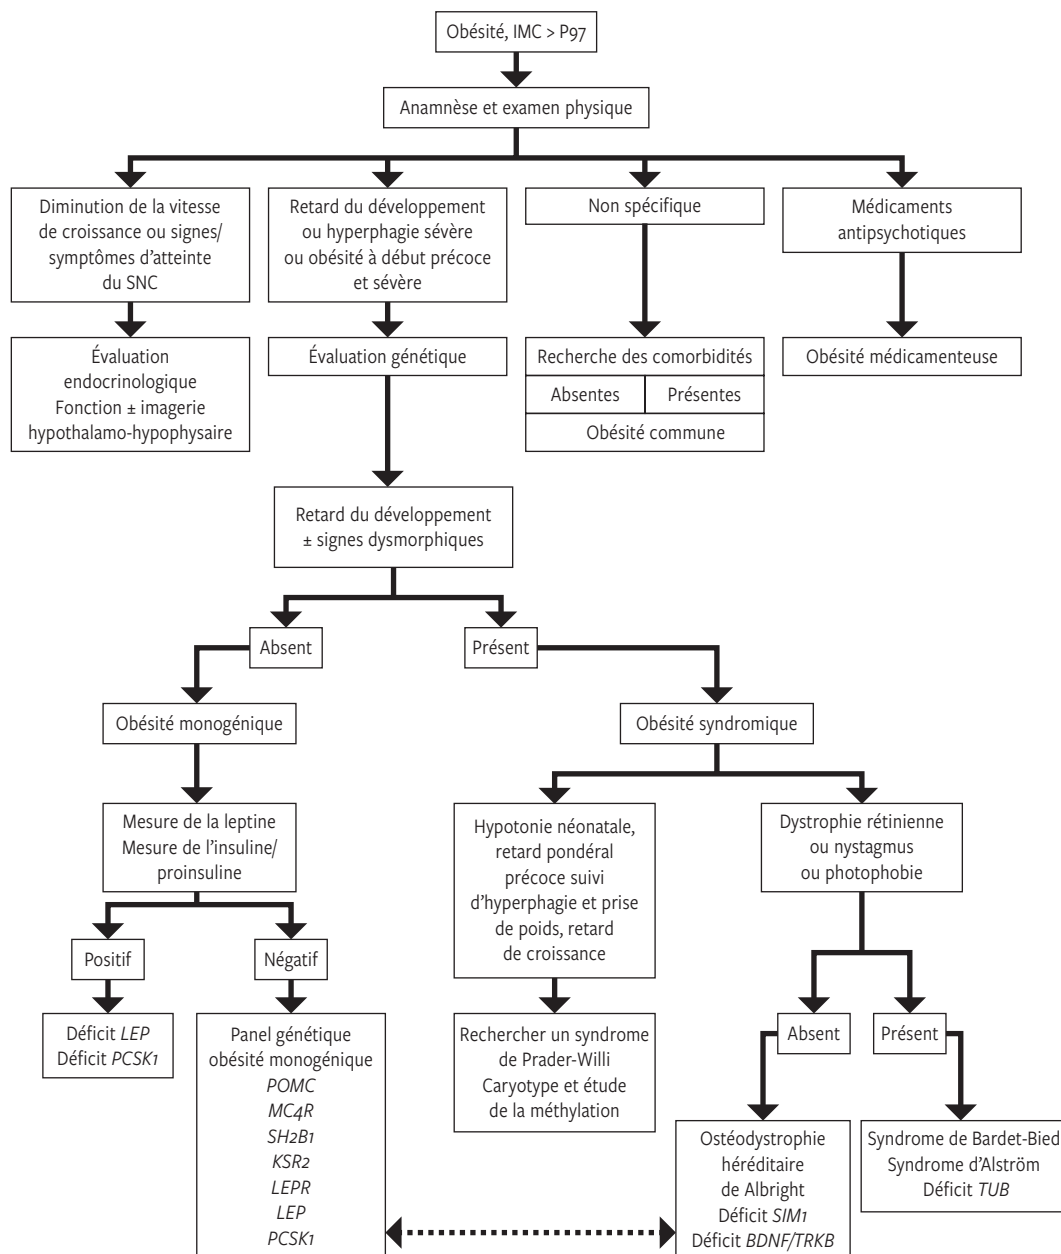 Obésité, IMC > P97
Anamnèse et examen physique
Diminution de la vitesse
de croissance ou signes/
symptômes d'atteinte
du SNC
Retard du développement
ou hyperphagie sévère
ou obésité à début précoce
et sévère
Non spécifique
Médicaments
antipsychotiques
Évaluation
endocrinologique
Fonction ± imagerie
hypothalamo-hypophysaire
Évaluation génétique
Recherche des comorbidités
Absentes
Présentes
Obésité commune
Obésité médicamenteuse
Retard du développement
± signes dysmorphiques
Absent
Présent
Obésité monogénique
Obésité syndromique
Mesure de la leptine
Mesure de l'insuline/
proinsuline
Hypotonie néonatale,
retard pondéral
précoce suivi
d'hyperphagie et prise
de poids, retard
de croissance
Dystrophie rétinienne
ou nystagmus
ou photophobie
Positif
Négatif
Déficit LEP
Déficit PCSK1
Panel génétique
obésité monogénique
POMC
MC4R
SH2B1
KSR2
LEPR
LEP
PCSK1
Rechercher un syndrome
de Prader-Willi
Caryotype et étude
de la méthylation
Absent
Présent
Ostéodystrophie
héréditaire
de Albright
Déficit SIM1
Déficit BDNF/TRKB
Syndrome de Bardet-Bied
Syndrome d'Alström
Déficit TUB